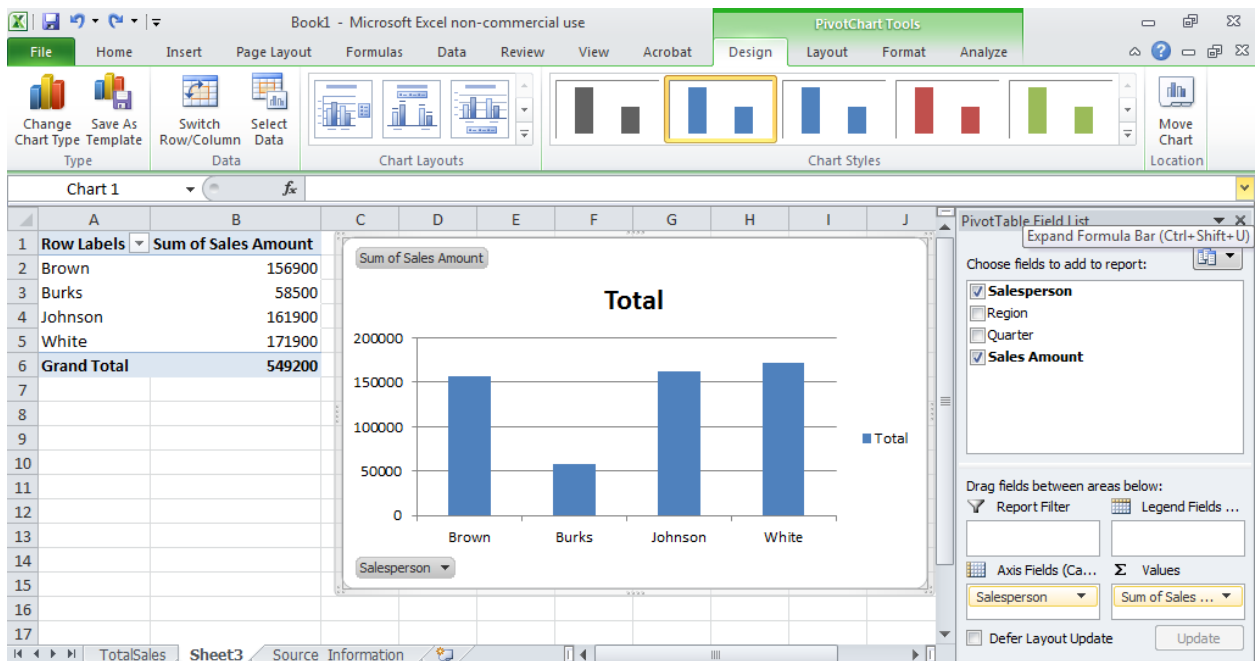 Book1 - Microsoft Excel non-commercial use
PivotChart Tools
File Home Insert Page Layout Formulas Data Review View Acrobat Design Layout Format Analyze
Change Chart Type
Save As Template
Switch Row/Column
Select Data
Move Chart
Type Data Chart Layouts Chart Styles Location
Chart 1 fx
A B C D E F G H I J
PivotTable Field List
Expand Formula Bar (Ctrl+Shift+U)
1 Row Labels Sum of Sales Amount
2 Brown 156900
3 Burks 58500
4 Johnson 161900
5 White 171900
6 Grand Total 549200
7
8
9
10
11
12
13
14
15
16
17
Sum of Sales Amount
Total
200000
150000
100000
50000
0
Brown Burks Johnson White
Total
Salesperson
Choose fields to add to report:
Salesperson
Region
Quarter
Sales Amount
Drag fields between areas below:
Report Filter Legend Fields ...
Axis Fields (Ca... Σ Values
Salesperson Sum of Sales ...
Defer Layout Update Update
TotalSales Sheet3 Source Information